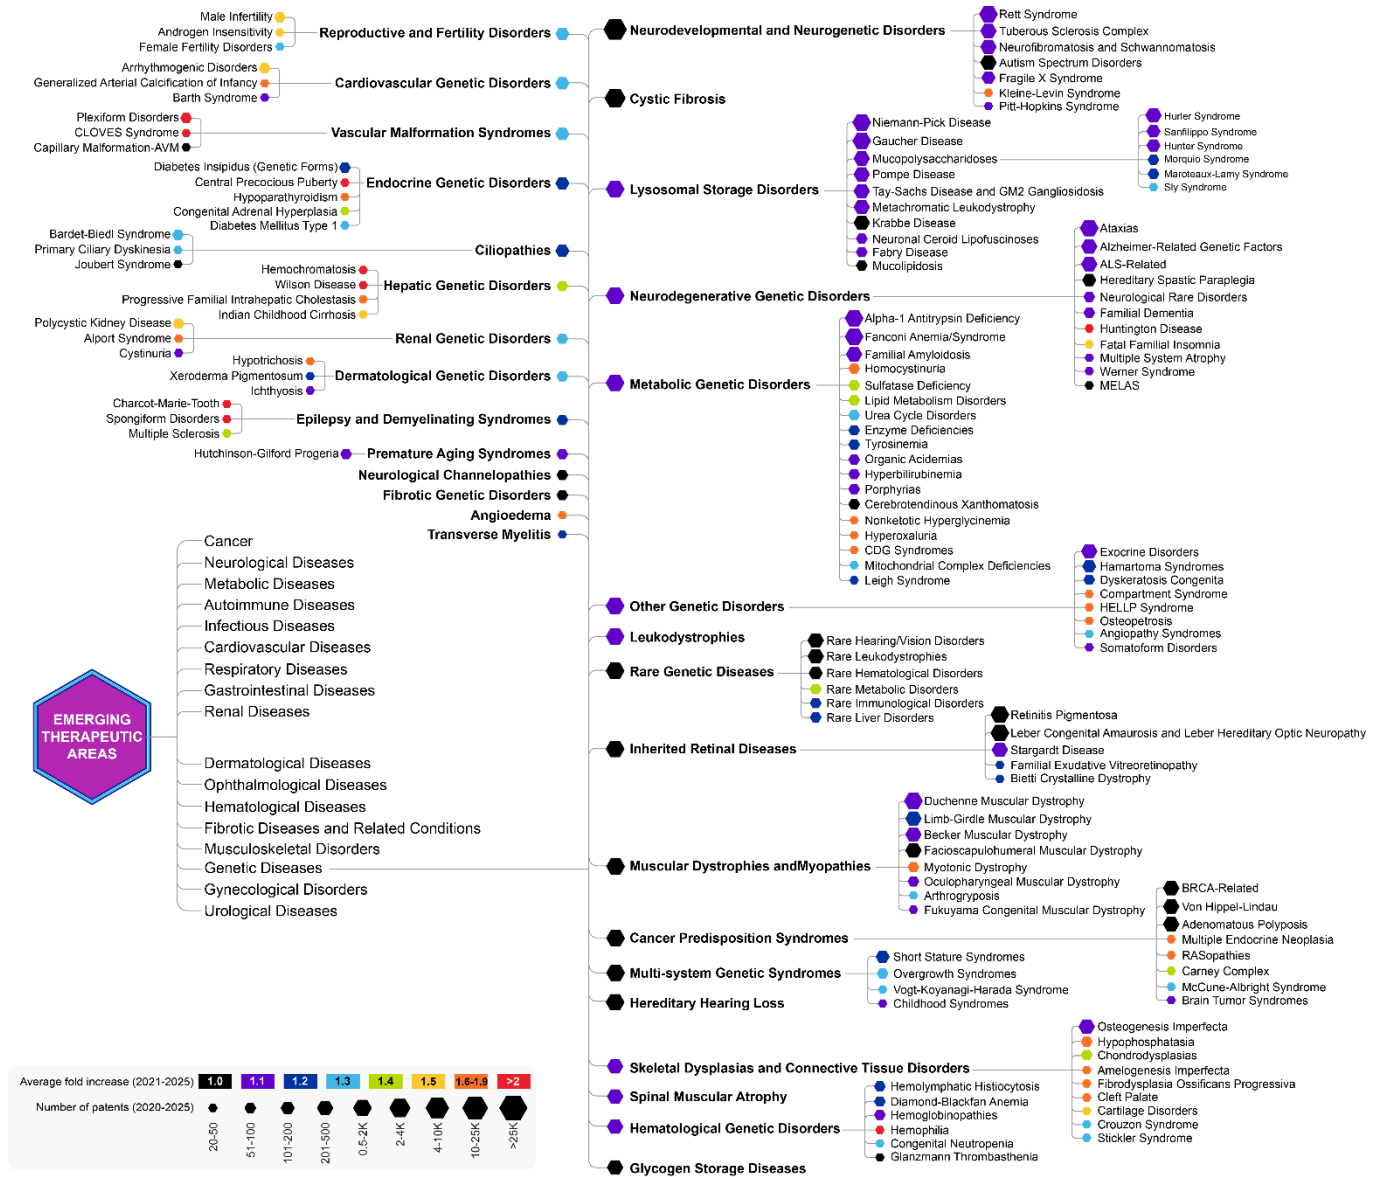 Male Infertility
Androgen Insensitivity
Female Fertility Disorders
Reproductive and Fertility Disorders
Arrhythmogenic Disorders
Generalized Arterial Calcification of Infancy
Barth Syndrome
Cardiovascular Genetic Disorders
Plexiform Disorders
CLOVES Syndrome
Capillary Malformation-AVM
Vascular Malformation Syndromes
Diabetes Insipidus (Genetic Forms)
Central Precocious Puberty
Hypoparathyroidism
Congenital Adrenal Hyperplasia
Diabetes Mellitus Type 1
Endocrine Genetic Disorders
Bardet-Biedl Syndrome
Primary Ciliary Dyskinesia
Joubert Syndrome
Ciliopathies
Hemochromatosis
Wilson Disease
Progressive Familial Intrahepatic Cholestasis
Indian Childhood Cirrhosis
Hepatic Genetic Disorders
Polycystic Kidney Disease
Alport Syndrome
Cystinuria
Renal Genetic Disorders
Hypotrichosis
Xeroderma Pigmentosum
Ichthyosis
Dermatological Genetic Disorders
Charcot-Marie-Tooth
Spongiform Disorders
Multiple Sclerosis
Epilepsy and Demyelinating Syndromes
Hutchinson-Gilford Progeria
Premature Aging Syndromes
Neurological Channelopathies
Fibrotic Genetic Disorders
Angioedema
Transverse Myelitis
EMERGING
THERAPEUTIC
AREAS
Cancer
Neurological Diseases
Metabolic Diseases
Autoimmune Diseases
Infectious Diseases
Cardiovascular Diseases
Respiratory Diseases
Gastrointestinal Diseases
Renal Diseases
Dermatological Diseases
Ophthalmological Diseases
Hematological Diseases
Fibrotic Diseases and Related Conditions
Musculoskeletal Disorders
Genetic Diseases
Gynecological Disorders
Urological Diseases
Neurodevelopmental and Neurogenetic Disorders
Rett Syndrome
Tuberous Sclerosis Complex
Neurofibromatosis and Schwannomatosis
Autism Spectrum Disorders
Fragile X Syndrome
Kleine-Levin Syndrome
Pitt-Hopkins Syndrome
Cystic Fibrosis
Lysosomal Storage Disorders
Niemann-Pick Disease
Gaucher Disease
Mucopolysaccharidoses
Pompe Disease
Tay-Sachs Disease and GM2 Gangliosidosis
Metachromatic Leukodystrophy
Krabbe Disease
Neuronal Ceroid Lipofuscinoses
Fabry Disease
Mucolipidosis
Hurler Syndrome
Sanfilippo Syndrome
Hunter Syndrome
Morquio Syndrome
Maroteaux-Lamy Syndrome
Sly Syndrome
Neurodegenerative Genetic Disorders
Ataxias
Alzheimer-Related Genetic Factors
ALS-Related
Hereditary Spastic Paraplegia
Neurological Rare Disorders
Familial Dementia
Huntington Disease
Fatal Familial Insomnia
Multiple System Atrophy
Werner Syndrome
MELAS
Metabolic Genetic Disorders
Alpha-1 Antitrypsin Deficiency
Fanconi Anemia/Syndrome
Familial Amyloidosis
Homocystinuria
Sulfatase Deficiency
Lipid Metabolism Disorders
Urea Cycle Disorders
Enzyme Deficiencies
Tyrosinemia
Organic Acidemias
Hyperbilirubinemia
Porphyrias
Cerebrotendinous Xanthomatosis
Nonketotic Hyperglycinemia
Hyperoxaluria
CDG Syndromes
Mitochondrial Complex Deficiencies
Leigh Syndrome
Other Genetic Disorders
Exocrine Disorders
Hamartoma Syndromes
Dyskeratosis Congenita
Compartment Syndrome
HELLP Syndrome
Osteopetrosis
Angiopathy Syndromes
Somatoform Disorders
Leukodystrophies
Rare Genetic Diseases
Rare Hearing/Vision Disorders
Rare Leukodystrophies
Rare Hematological Disorders
Rare Metabolic Disorders
Rare Immunological Disorders
Rare Liver Disorders
Inherited Retinal Diseases
Retinitis Pigmentosa
Leber Congenital Amaurosis and Leber Hereditary Optic Neuropathy
Stargardt Disease
Familial Exudative Vitreoretinopathy
Bietti Crystalline Dystrophy
Muscular Dystrophies andMyopathies
Duchenne Muscular Dystrophy
Limb-Girdle Muscular Dystrophy
Becker Muscular Dystrophy
Facioscapulohumeral Muscular Dystrophy
Myotonic Dystrophy
Oculopharyngeal Muscular Dystrophy
Arthrogryposis
Fukuyama Congenital Muscular Dystrophy
Cancer Predisposition Syndromes
BRCA-Related
Von Hippel-Lindau
Adenomatous Polyposis
Multiple Endocrine Neoplasia
RASopathies
Carney Complex
McCune-Albright Syndrome
Brain Tumor Syndromes
Multi-system Genetic Syndromes
Short Stature Syndromes
Overgrowth Syndromes
Vogt-Koyanagi-Harada Syndrome
Childhood Syndromes
Hereditary Hearing Loss
Skeletal Dysplasias and Connective Tissue Disorders
Osteogenesis Imperfecta
Hypophosphatasia
Chondrodysplasias
Amelogenesis Imperfecta
Fibrodysplasia Ossificans Progressiva
Cleft Palate
Cartilage Disorders
Crouzon Syndrome
Stickler Syndrome
Spinal Muscular Atrophy
Hematological Genetic Disorders
Hemolymphatic Histiocytosis
Diamond-Blackfan Anemia
Hemoglobinopathies
Hemophilia
Congenital Neutropenia
Glanzmann Thrombasthenia
Glycogen Storage Diseases
Average fold increase (2021-2025) 1.0 1.1 1.2 1.3 1.4 1.5 1.6-1.9 >2
Number of patents (2020-2025)
20-50 51-100 101-200 201-500 0.5-2K 2-4K 4-10K 10-25K >25K